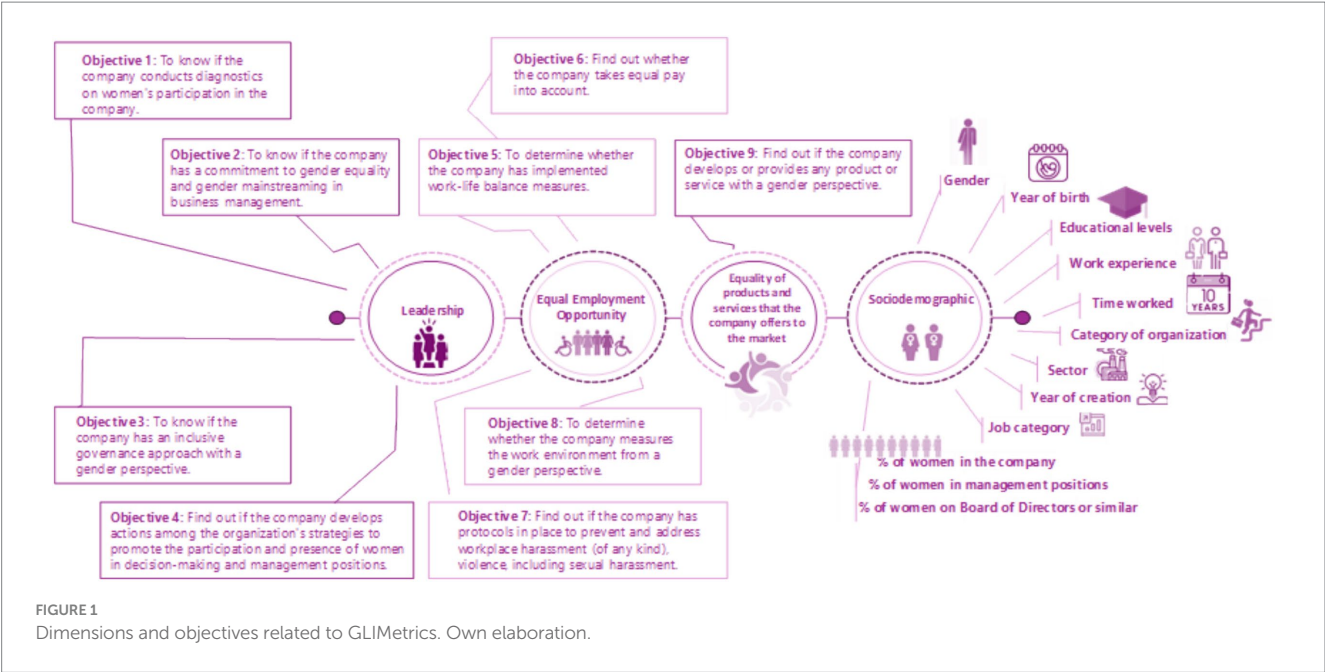 Objective 1: To know if the
company conducts diagnostics
on women's participation in the
company.
Objective 6: Find out whether
the company takes equal pay
into account.
Objective 2: To know if the company
has a commitment to gender equality
and gender mainstreaming in
business management.
Objective 5: To determine whether
the company has implemented
work-life balance measures.
Objective 9: Find out if the company
develops or provides any product or
service with a gender perspective.
Leadership
Equal Employment
Opportunity
Equality of
products and
services that the
company offers to
the market
Sociodemographic
Gender
Year of birth
Educational levels
Work experience
Time worked
10
YEARS
Category of organization
Sector
Year of creation
Job category
% of women in the company
% of women in management positions
% of women on Board of Directors or similar
Objective 3: To know if the
company has an inclusive
governance approach with a
gender perspective.
Objective 8: To determine
whether the company measures
the work environment from a
gender perspective.
Objective 4: Find out if the company develops
actions among the organization's strategies to
promote the participation and presence of women
in decision-making and management positions.
Objective 7: Find out if the company has
protocols in place to prevent and address
workplace harassment (of any kind),
violence, including sexual harassment.
FIGURE 1
Dimensions and objectives related to GLIMetrics. Own elaboration.